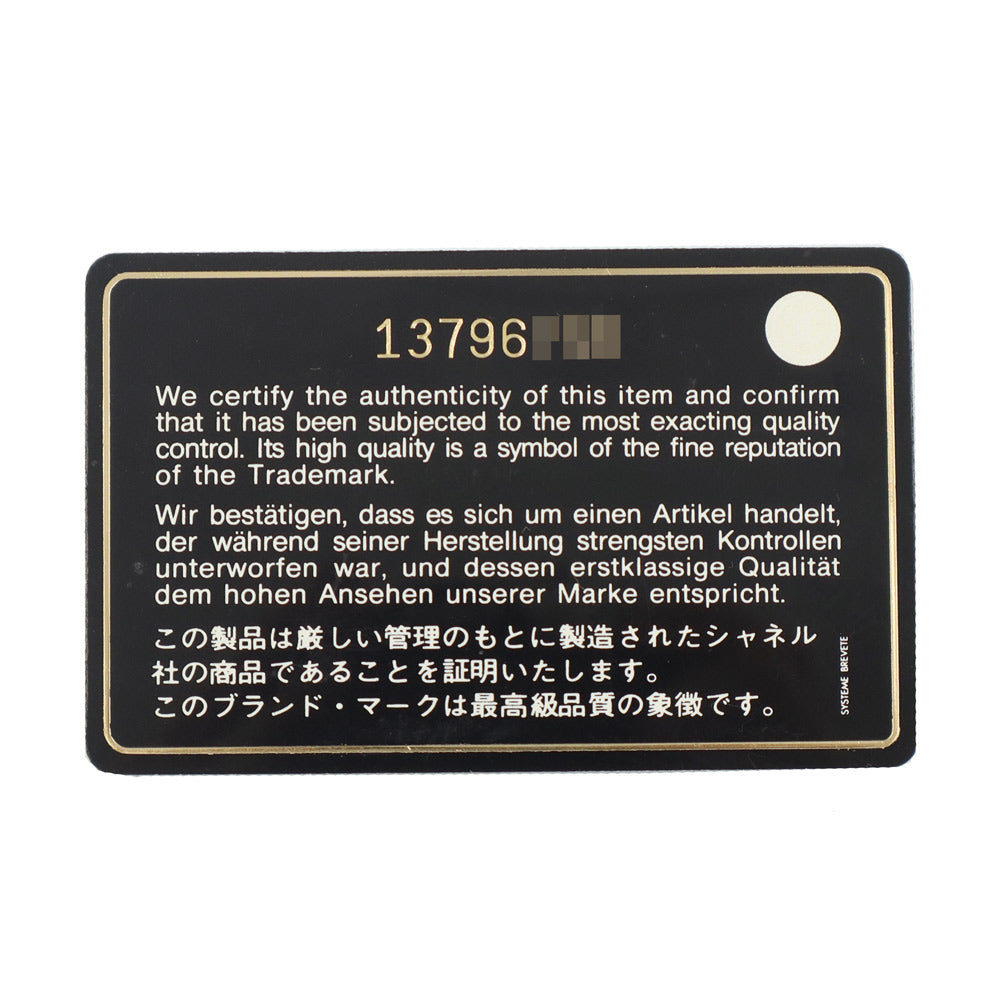 13796
We certify the authenticity of this item and confirm
that it has been subjected to the most exacting quality
control. Its high quality is a symbol of the fine reputation
of the Trademark.
Wir bestätigen, dass es sich um einen Artikel handelt,
der während seiner Herstellung strengsten Kontrollen
unterworfen war, und dessen erstklassige Qualität
dem hohen Ansehen unserer Marke entspricht.
この製品は厳しい管理のもとに製造されたシャネル
社の商品であることを証明いたします。
このブランド・マークは最高級品質の象徴です。
SYSTEME BREVETE